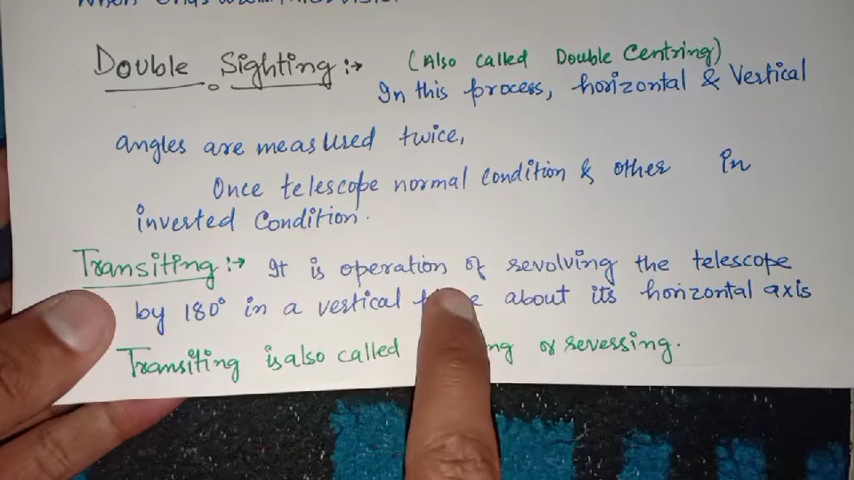 Double Sighting :→ (Also called Double Centring)
In this process, horizontal & Vertical
angles are measured twice,
Once telescope normal condition & other in
inverted Condition.
Transiting :→ It is operation of revolving the telescope
by 180° in a vertical about its horizontal axis
Transiting is also called or reversing.